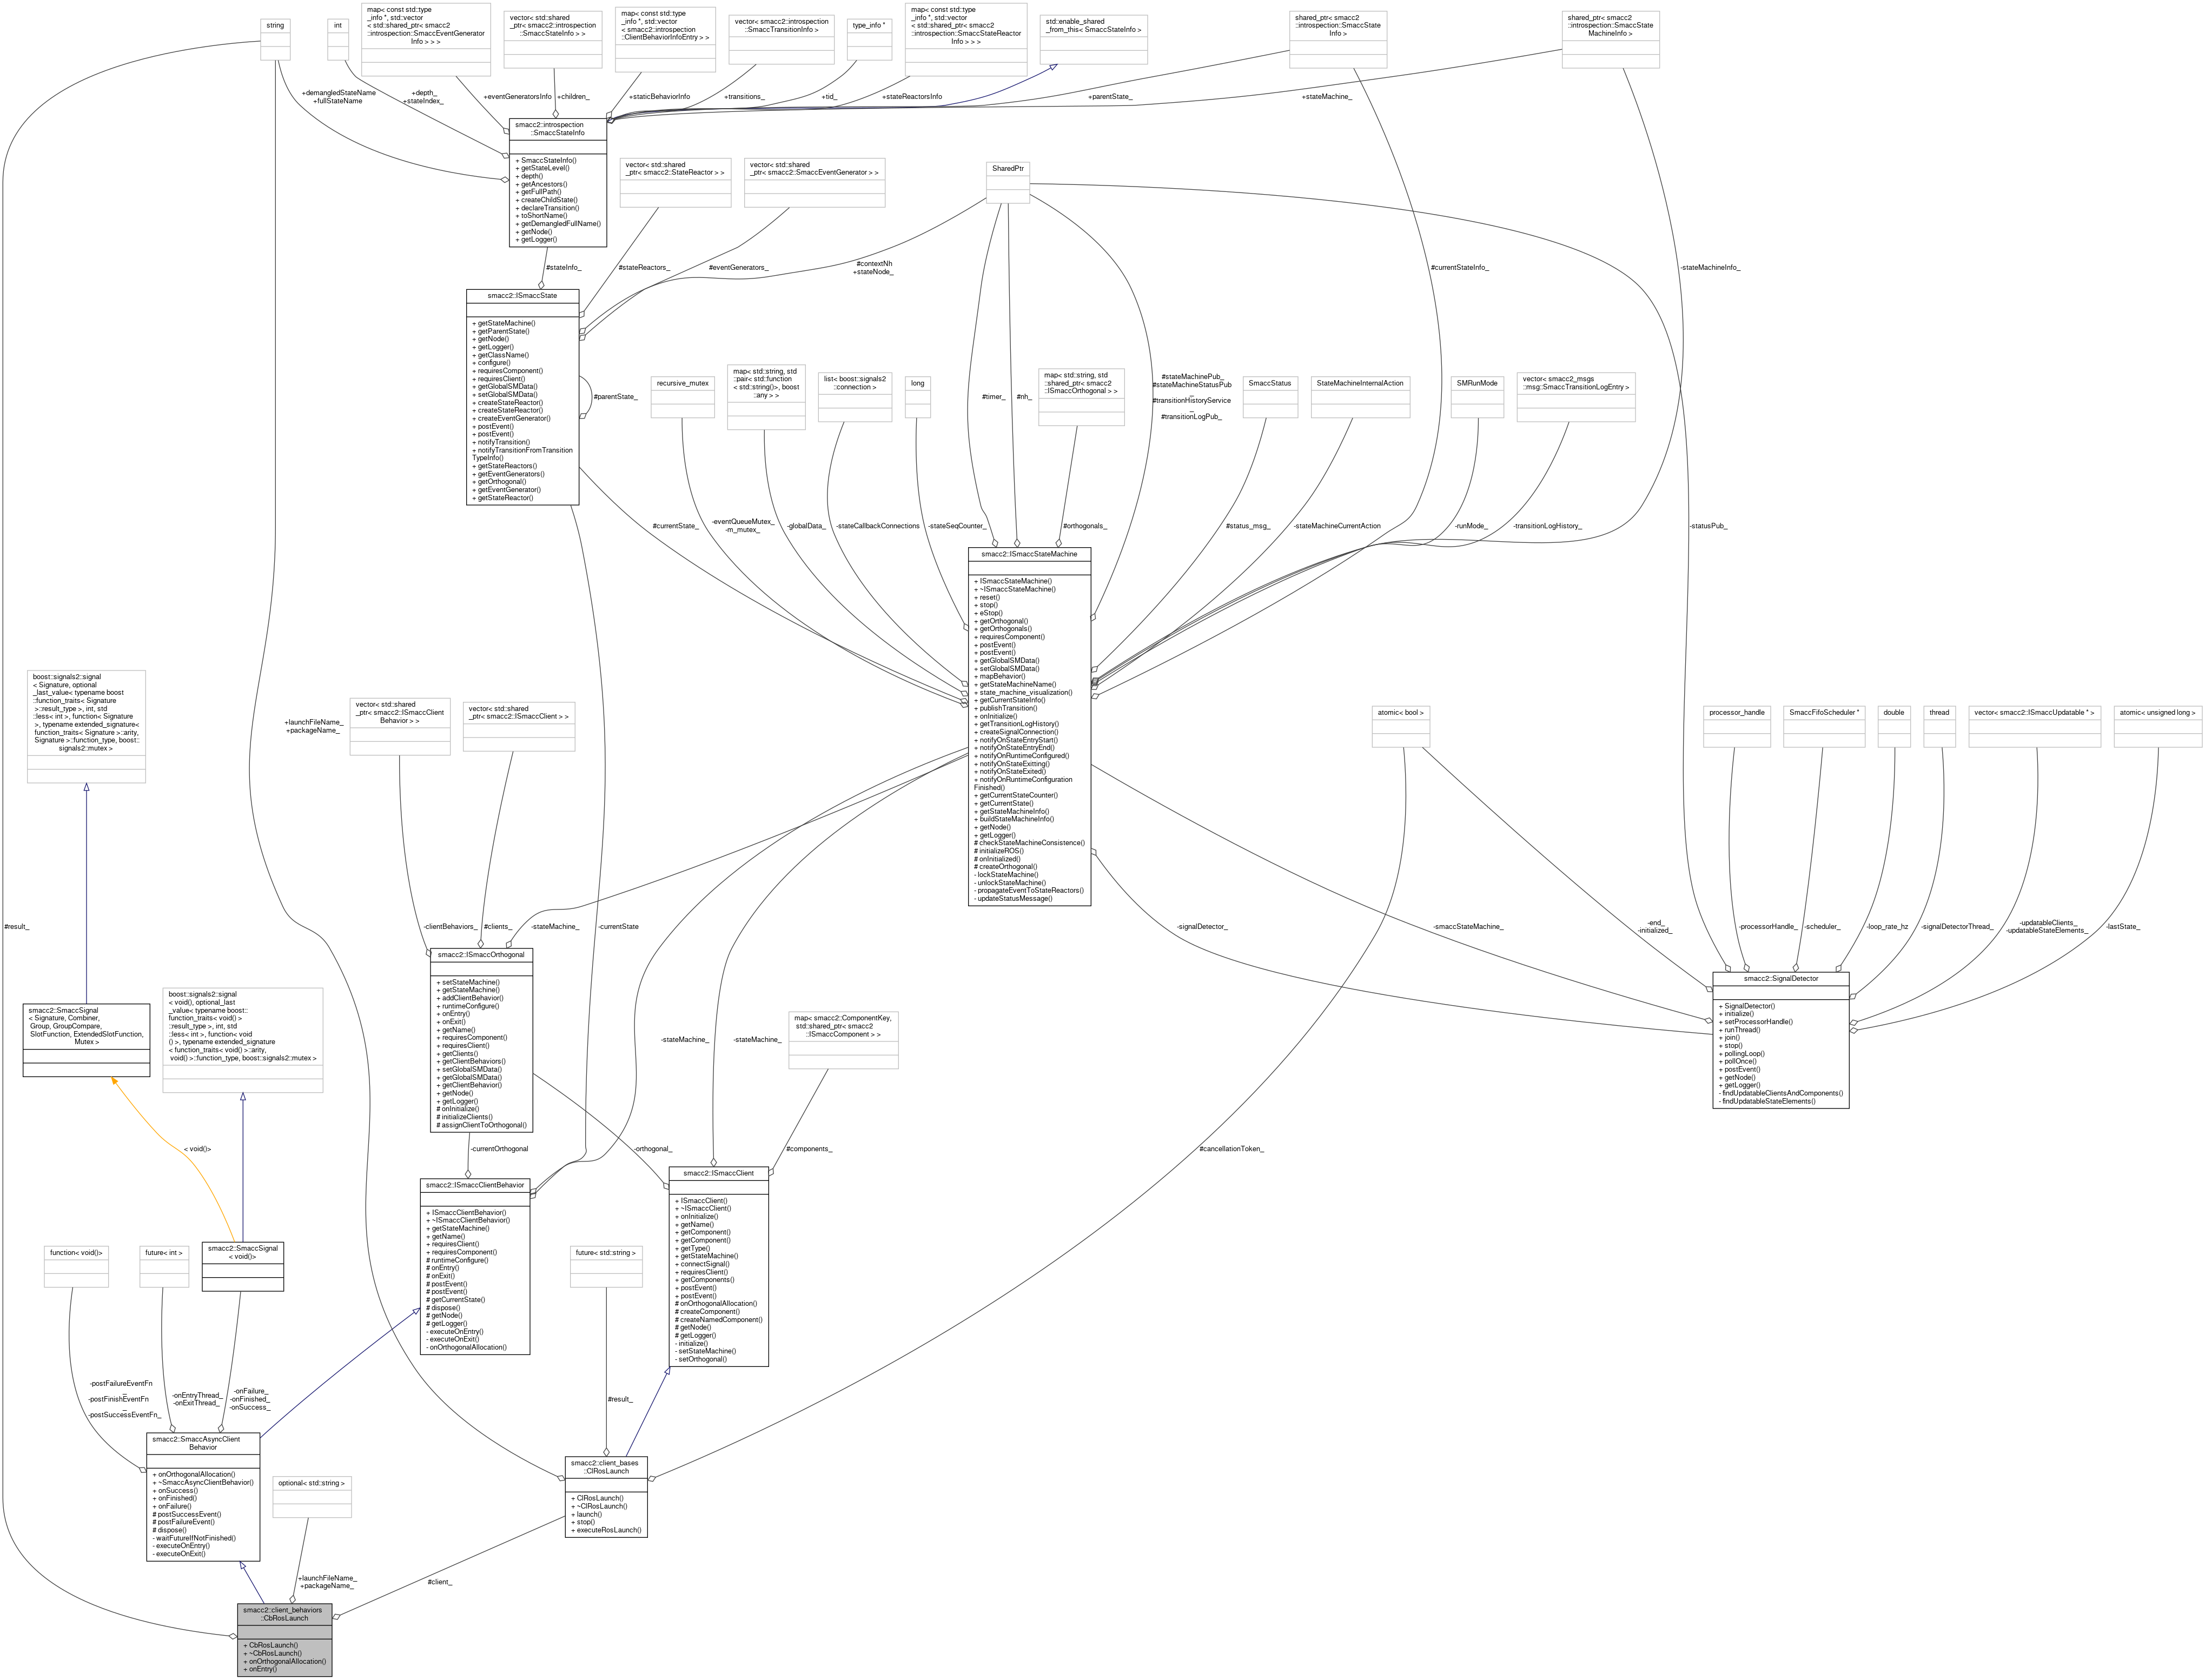 string
int
map< const std::type
_info *, std::vector
< std::shared_ptr< smacc2
::introspection::SmaccEventGenerator
Info > > >
vector< std::shared
_ptr< smacc2::introspection
::SmaccStateInfo > >
map< const std::type
_info *, std::vector
< smacc2::introspection
::ClientBehaviorInfoEntry > >
vector< smacc2::introspection
::SmaccTransitionInfo >
type_info *
map< const std::type
_info *, std::vector
< std::shared_ptr< smacc2
::introspection::SmaccStateReactor
Info > > >
std::enable_shared
_from_this< SmaccStateInfo >
shared_ptr< smacc2
::introspection::SmaccState
Info >
shared_ptr< smacc2
::introspection::SmaccState
MachineInfo >
+demangledStateName
+fullStateName
+depth_
+stateIndex_
+eventGeneratorsInfo
+children_
+staticBehaviorInfo
+transitions_
+tid_
+stateReactorsInfo
+parentState_
+stateMachine_
smacc2::introspection
::SmaccStateInfo
+ SmaccStateInfo()
+ getStateLevel()
+ depth()
+ getAncestors()
+ getFullPath()
+ createChildState()
+ declareTransition()
+ toShortName()
+ getDemangledFullName()
+ getNode()
+ getLogger()
vector< std::shared
_ptr< smacc2::StateReactor > >
vector< std::shared
_ptr< smacc2::SmaccEventGenerator > >
SharedPtr
#stateInfo_
#stateReactors_
#eventGenerators_
#contextNh
+stateNode_
#currentStateInfo_
-stateMachineInfo_
smacc2::ISmaccState
+ getStateMachine()
+ getParentState()
+ getNode()
+ getLogger()
+ getClassName()
+ configure()
+ requiresComponent()
+ requiresClient()
+ getGlobalSMData()
+ setGlobalSMData()
+ createStateReactor()
+ createStateReactor()
+ createEventGenerator()
+ postEvent()
+ postEvent()
+ notifyTransition()
+ notifyTransitionFromTransition
TypeInfo()
+ getStateReactors()
+ getEventGenerators()
+ getOrthogonal()
+ getEventGenerator()
+ getStateReactor()
#parentState_
recursive_mutex
map< std::string, std
::pair< std::function
< std::string()>, boost
::any > >
list< boost::signals2
::connection >
long
#timer_
#nh_
map< std::string, std
::shared_ptr< smacc2
::ISmaccOrthogonal > >
#stateMachinePub_
#stateMachineStatusPub
_
#transitionHistoryService
_
#transitionLogPub_
SmaccStatus
StateMachineInternalAction
SMRunMode
vector< smacc2_msgs
::msg::SmaccTransitionLogEntry >
#currentState_
-eventQueueMutex_
-m_mutex_
-globalData_
-stateCallbackConnections
-stateSeqCounter_
#orthogonals_
#status_msg_
-stateMachineCurrentAction
-runMode_
-transitionLogHistory_
-statusPub_
smacc2::ISmaccStateMachine
+ ISmaccStateMachine()
+ ~ISmaccStateMachine()
+ reset()
+ stop()
+ eStop()
+ getOrthogonal()
+ getOrthogonals()
+ requiresComponent()
+ postEvent()
+ postEvent()
+ getGlobalSMData()
+ setGlobalSMData()
+ mapBehavior()
+ getStateMachineName()
+ state_machine_visualization()
+ getCurrentStateInfo()
+ publishTransition()
+ onInitialize()
+ getTransitionLogHistory()
+ createSignalConnection()
+ notifyOnStateEntryStart()
+ notifyOnStateEntryEnd()
+ notifyOnRuntimeConfigured()
+ notifyOnStateExitting()
+ notifyOnStateExited()
+ notifyOnRuntimeConfiguration
Finished()
+ getCurrentStateCounter()
+ getCurrentState()
+ getStateMachineInfo()
+ buildStateMachineInfo()
+ getNode()
+ getLogger()
# checkStateMachineConsistence()
# initializeROS()
# onInitialized()
# createOrthogonal()
- lockStateMachine()
- unlockStateMachine()
- propagateEventToStateReactors()
- updateStatusMessage()
boost::signals2::signal
< Signature, optional
_last_value< typename boost
::function_traits< Signature
>::result_type >, int, std
::less< int >, function< Signature
>, typename extended_signature<
function_traits< Signature >::arity,
Signature >::function_type, boost::
signals2::mutex >
+launchFileName_
+packageName_
vector< std::shared
_ptr< smacc2::ISmaccClient
Behavior > >
vector< std::shared
_ptr< smacc2::ISmaccClient > >
atomic< bool >
processor_handle
SmaccFifoScheduler *
double
thread
vector< smacc2::ISmaccUpdatable * >
atomic< unsigned long >
#result_
-clientBehaviors_
#clients_
-stateMachine_
-currentState
-signalDetector_
-smaccStateMachine_
-end_
-initialized_
-processorHandle_
-scheduler_
-loop_rate_hz
-signalDetectorThread_
-updatableClients_
-updatableStateElements_
-lastState_
smacc2::ISmaccOrthogonal
+ setStateMachine()
+ getStateMachine()
+ addClientBehavior()
+ runtimeConfigure()
+ onEntry()
+ onExit()
+ getName()
+ requiresComponent()
+ requiresClient()
+ getClients()
+ getClientBehaviors()
+ setGlobalSMData()
+ getGlobalSMData()
+ getClientBehavior()
+ getNode()
+ getLogger()
# onInitialize()
# initializeClients()
# assignClientToOrthogonal()
smacc2::SignalDetector
+ SignalDetector()
+ initialize()
+ setProcessorHandle()
+ runThread()
+ join()
+ stop()
+ pollingLoop()
+ pollOnce()
+ postEvent()
+ getNode()
+ getLogger()
- findUpdatableClientsAndComponents()
- findUpdatableStateElements()
smacc2::SmaccSignal
< Signature, Combiner,
Group, GroupCompare,
SlotFunction, ExtendedSlotFunction,
Mutex >
boost::signals2::signal
< void(), optional_last
_value< typename boost::
function_traits< void() >
::result_type >, int, std
::less< int >, function< void
() >, typename extended_signature
< function_traits< void() >::arity,
void() >::function_type, boost::signals2::mutex >
-stateMachine_
-stateMachine_
map< smacc2::ComponentKey,
std::shared_ptr< smacc2
::ISmaccComponent > >
< void()>
-currentOrthogonal
-orthogonal_
#components_
#cancellationToken_
smacc2::ISmaccClientBehavior
+ ISmaccClientBehavior()
+ ~ISmaccClientBehavior()
+ getStateMachine()
+ getName()
+ requiresClient()
+ requiresComponent()
# runtimeConfigure()
# onEntry()
# onExit()
# postEvent()
# postEvent()
# getCurrentState()
# dispose()
# getNode()
# getLogger()
- executeOnEntry()
- executeOnExit()
- onOrthogonalAllocation()
smacc2::ISmaccClient
+ ISmaccClient()
+ ~ISmaccClient()
+ onInitialize()
+ getName()
+ getComponent()
+ getComponent()
+ getType()
+ getStateMachine()
+ connectSignal()
+ requiresClient()
+ getComponents()
+ postEvent()
+ postEvent()
# onOrthogonalAllocation()
# createComponent()
# createNamedComponent()
# getNode()
# getLogger()
- initialize()
- setStateMachine()
- setOrthogonal()
function< void()>
future< int >
smacc2::SmaccSignal
< void()>
future< std::string >
-postFailureEventFn
_
-postFinishEventFn
_
-postSuccessEventFn_
-onEntryThread_
-onExitThread_
-onFailure_
-onFinished_
-onSuccess_
#result_
smacc2::SmaccAsyncClient
Behavior
+ onOrthogonalAllocation()
+ ~SmaccAsyncClientBehavior()
+ onSuccess()
+ onFinished()
+ onFailure()
# postSuccessEvent()
# postFailureEvent()
# dispose()
- waitFutureIfNotFinished()
- executeOnEntry()
- executeOnExit()
optional< std::string >
smacc2::client_bases
::ClRosLaunch
+ ClRosLaunch()
+ ~ClRosLaunch()
+ launch()
+ stop()
+ executeRosLaunch()
+launchFileName_
+packageName_
#client_
smacc2::client_behaviors
::CbRosLaunch
+ CbRosLaunch()
+ ~CbRosLaunch()
+ onOrthogonalAllocation()
+ onEntry()